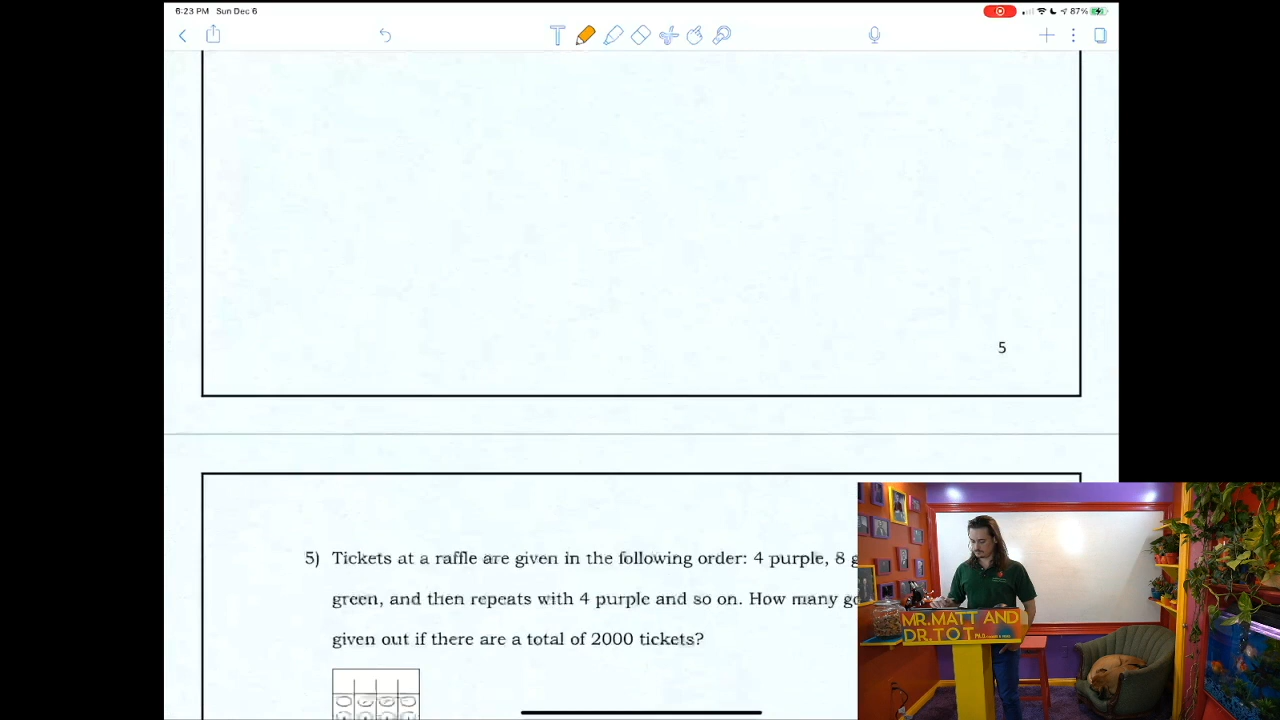 6:23 PM Sun Dec 6
87%
T
5
5) Tickets at a raffle are given in the following order: 4 purple, 8
green, and then repeats with 4 purple and so on. How many
given out if there are a total of 2000 tickets?
MR.MATT AND
DR.TOT